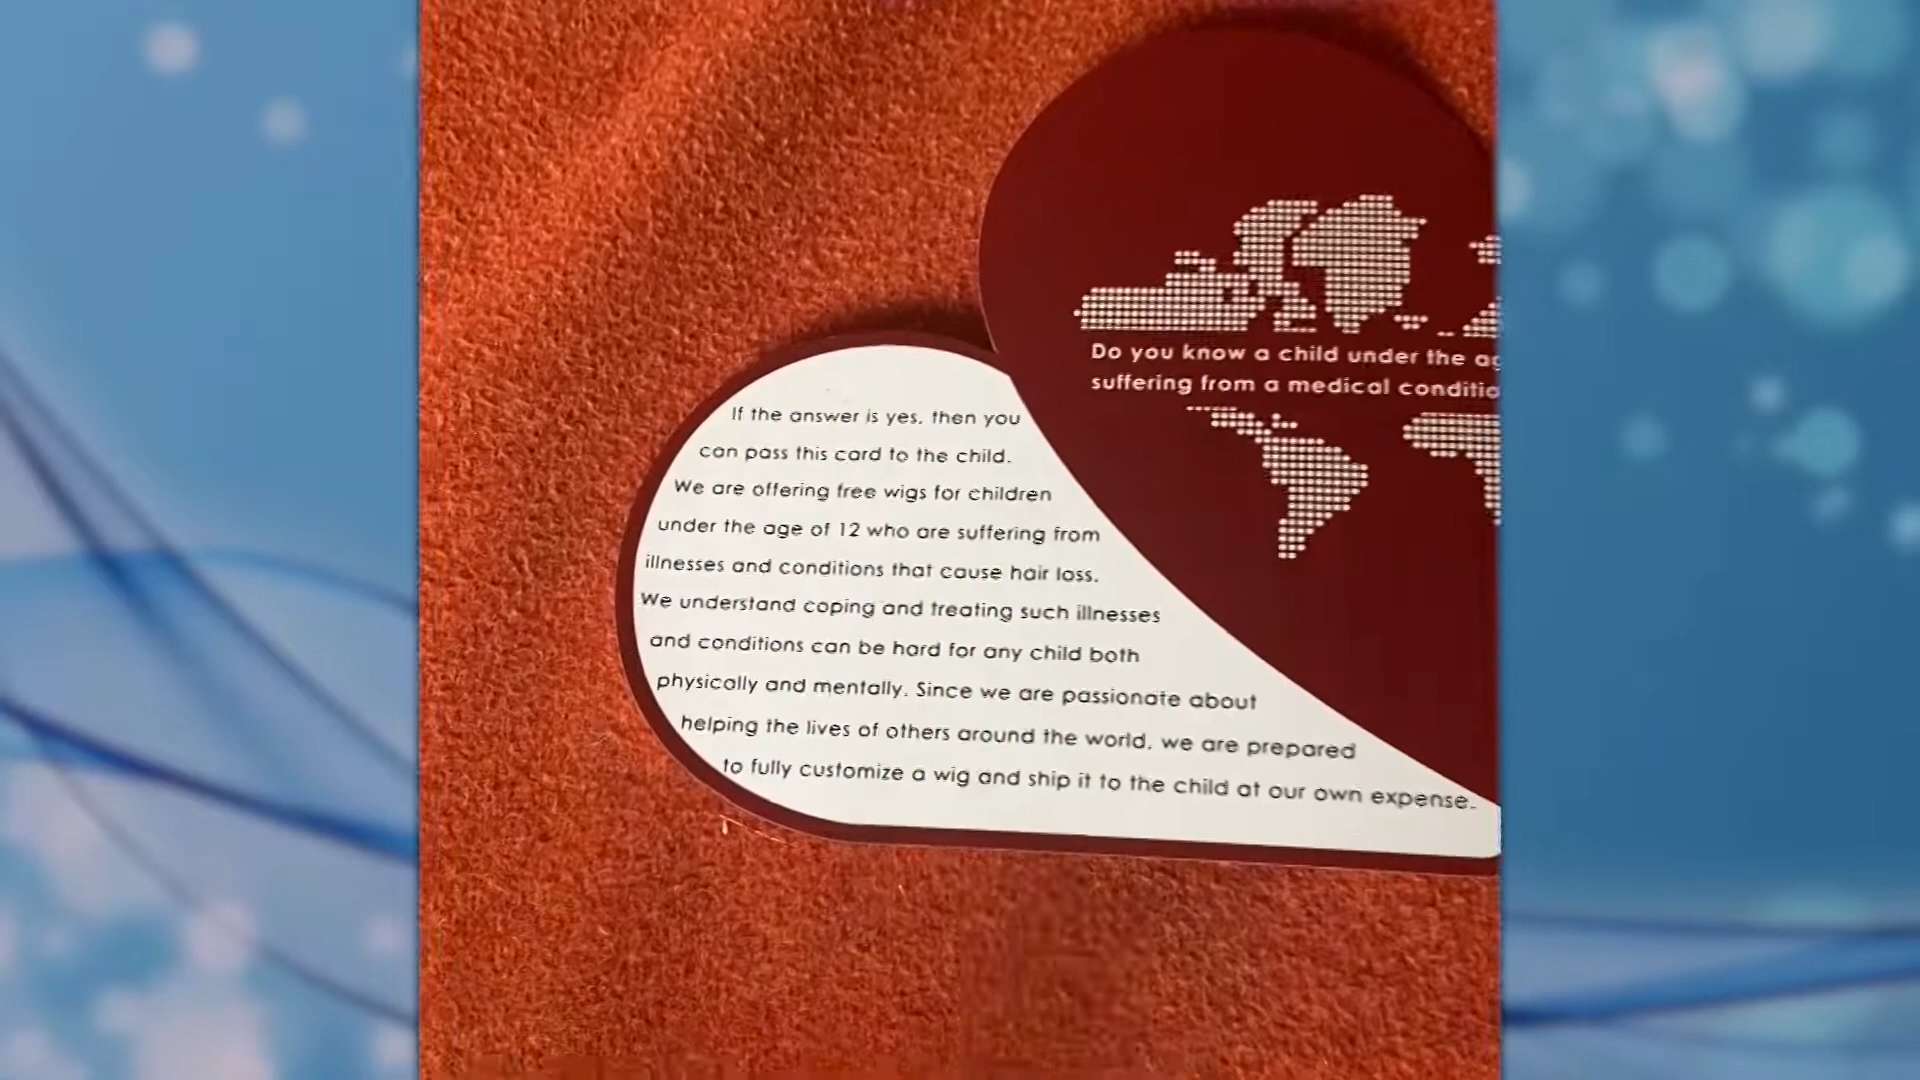 Do you know a child under the
suffering from a medical
If the answer is yes, then you
can pass this card to the child.
We are offering free wigs for children
under the age of 12 who are suffering from
illnesses and conditions that cause hair loss.
We understand coping and treating such illnesses
and conditions can be hard for any child both
physically and mentally. Since we are passionate about
helping the lives of others around the world, we are prepared
to fully customize a wig and ship it to the child at our own expense.